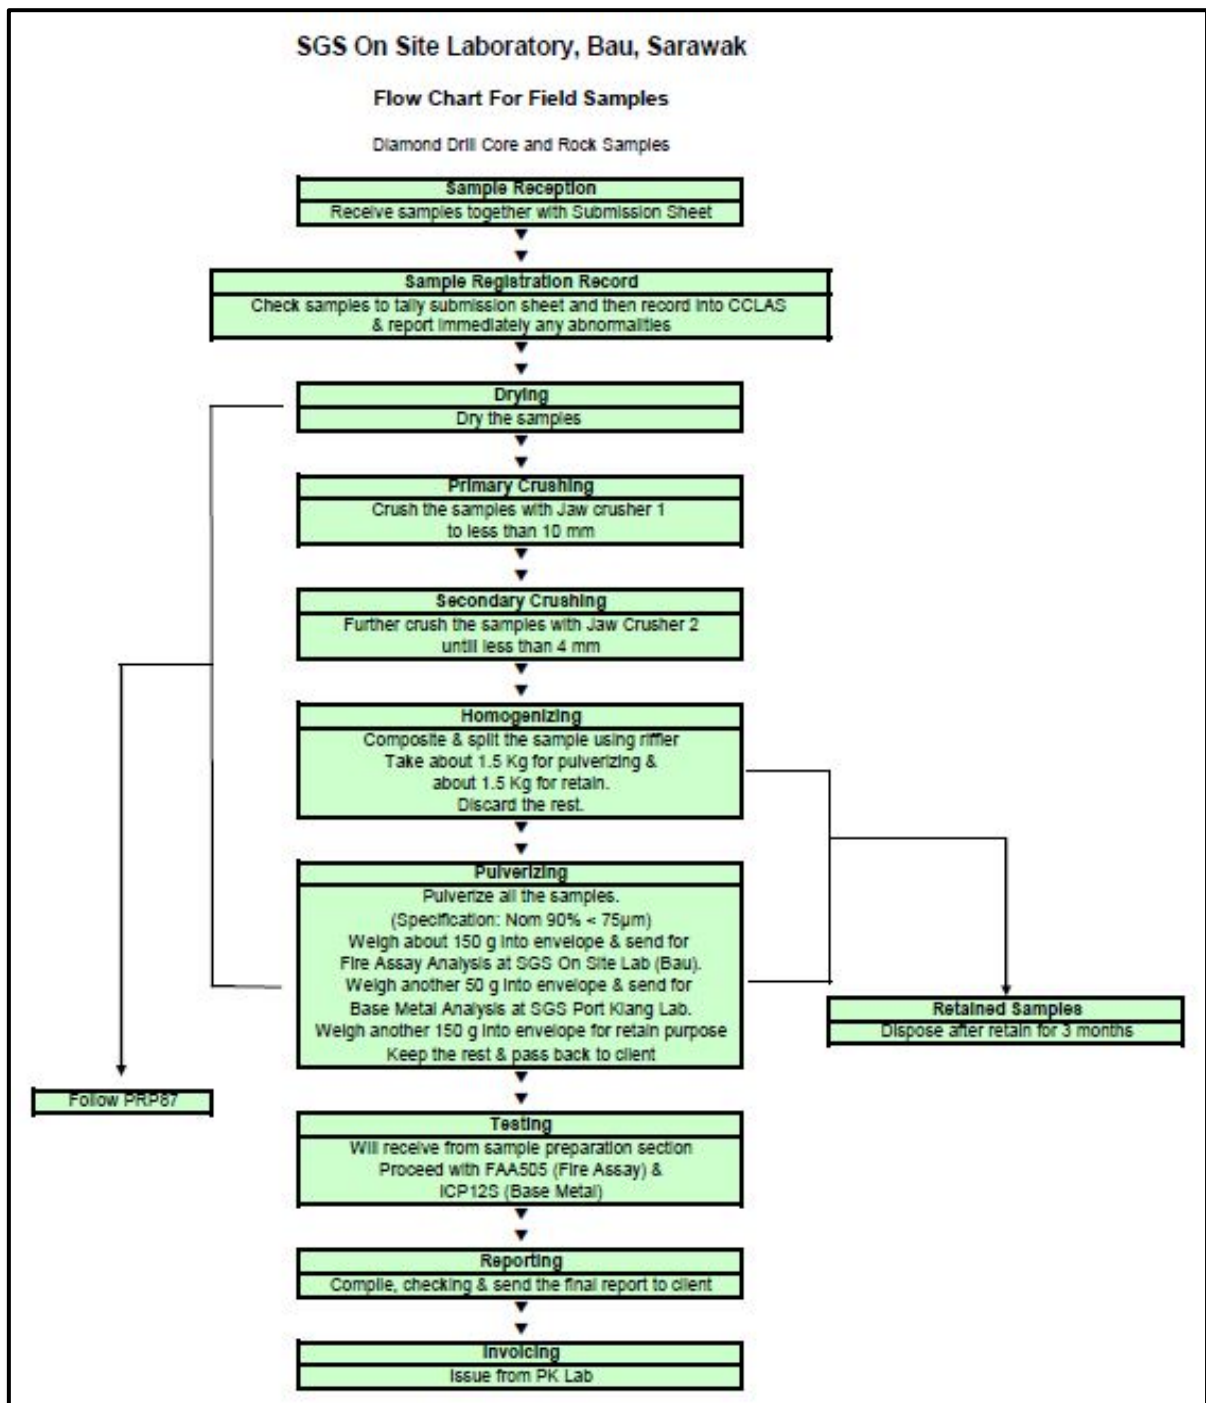 SGS On Site Laboratory, Bau, Sarawak
Flow Chart For Field Samples
Diamond Drill Core and Rock Samples
Sample Reception
Receive samples together with Submission Sheet
Sample Registration Record
Check samples to tally submission sheet and then record into CCLAS
& report immediately any abnormalities
Drying
Dry the samples
Primary Crushing
Crush the samples with Jaw crusher 1
to less than 10 mm
Secondary Crushing
Further crush the samples with Jaw Crusher 2
untill less than 4 mm
Homogenizing
Composite & split the sample using riffler
Take about 1.5 Kg for pulverizing &
about 1.5 Kg for retain.
Discard the rest.
Pulverizing
Pulverize all the samples.
(Specification: Nom 90% < 75µm)
Weigh about 150 g into envelope & send for
Fire Assay Analysis at SGS On Site Lab (Bau).
Weigh another 50 g into envelope & send for
Base Metal Analysis at SGS Port Klang Lab.
Weigh another 150 g into envelope for retain purpose
Keep the rest & pass back to client
Retained Samples
Dispose after retain for 3 months
Follow PRP87
Testing
Will receive from sample preparation section
Proceed with FAA505 (Fire Assay) &
ICP12S (Base Metal)
Reporting
Compile, checking & send the final report to client
Invoicing
Issue from PK Lab